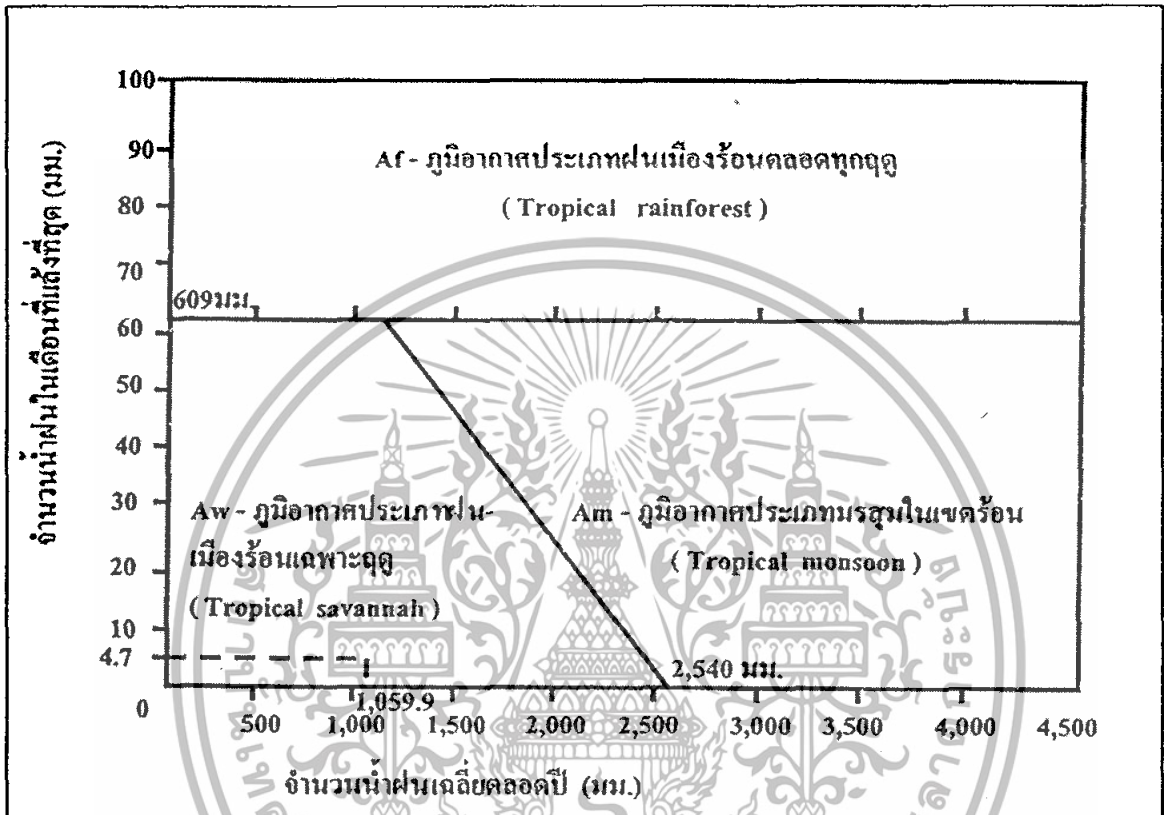 จำนวนน้ำฝนในเดือนที่แล้งที่สุด (มม.)
100
90
80
70
60
50
40
30
20
10
4.7
0
Af - ภูมิอากาศประเภทฝนเมืองร้อนตลอดทุกฤดู
( Tropical rainforest )
609มม.
Aw - ภูมิอากาศประเภทฝน-
เมืองร้อนเฉพาะฤดู
(Tropical savannah)
Am - ภูมิอากาศประเภทมรสุมในเขตร้อน
( Tropical monsoon )
2,540 มม.
1,059.9
500 1,000 1,500 2,000 2,500 3,000 3,500 4,000 4,500
จำนวนน้ำฝนเฉลี่ยตลอดปี (มม.)